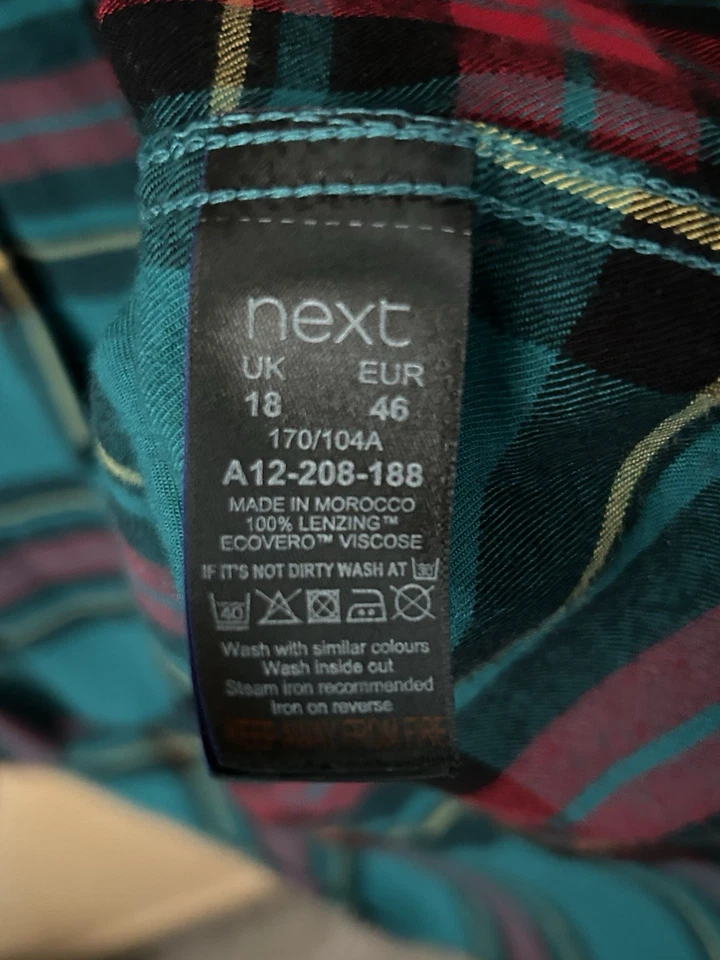 next
UK EUR
18 46
170/104A
A12-208-188
MADE IN MOROCCO
100% LENZING™
ECOVERO™ VISCOSE
IF IT'S NOT DIRTY WASH AT 30
40
Wash with similar colours
Wash inside out
Steam iron recommended
Iron on reverse
KEEP AWAY FROM FIRE